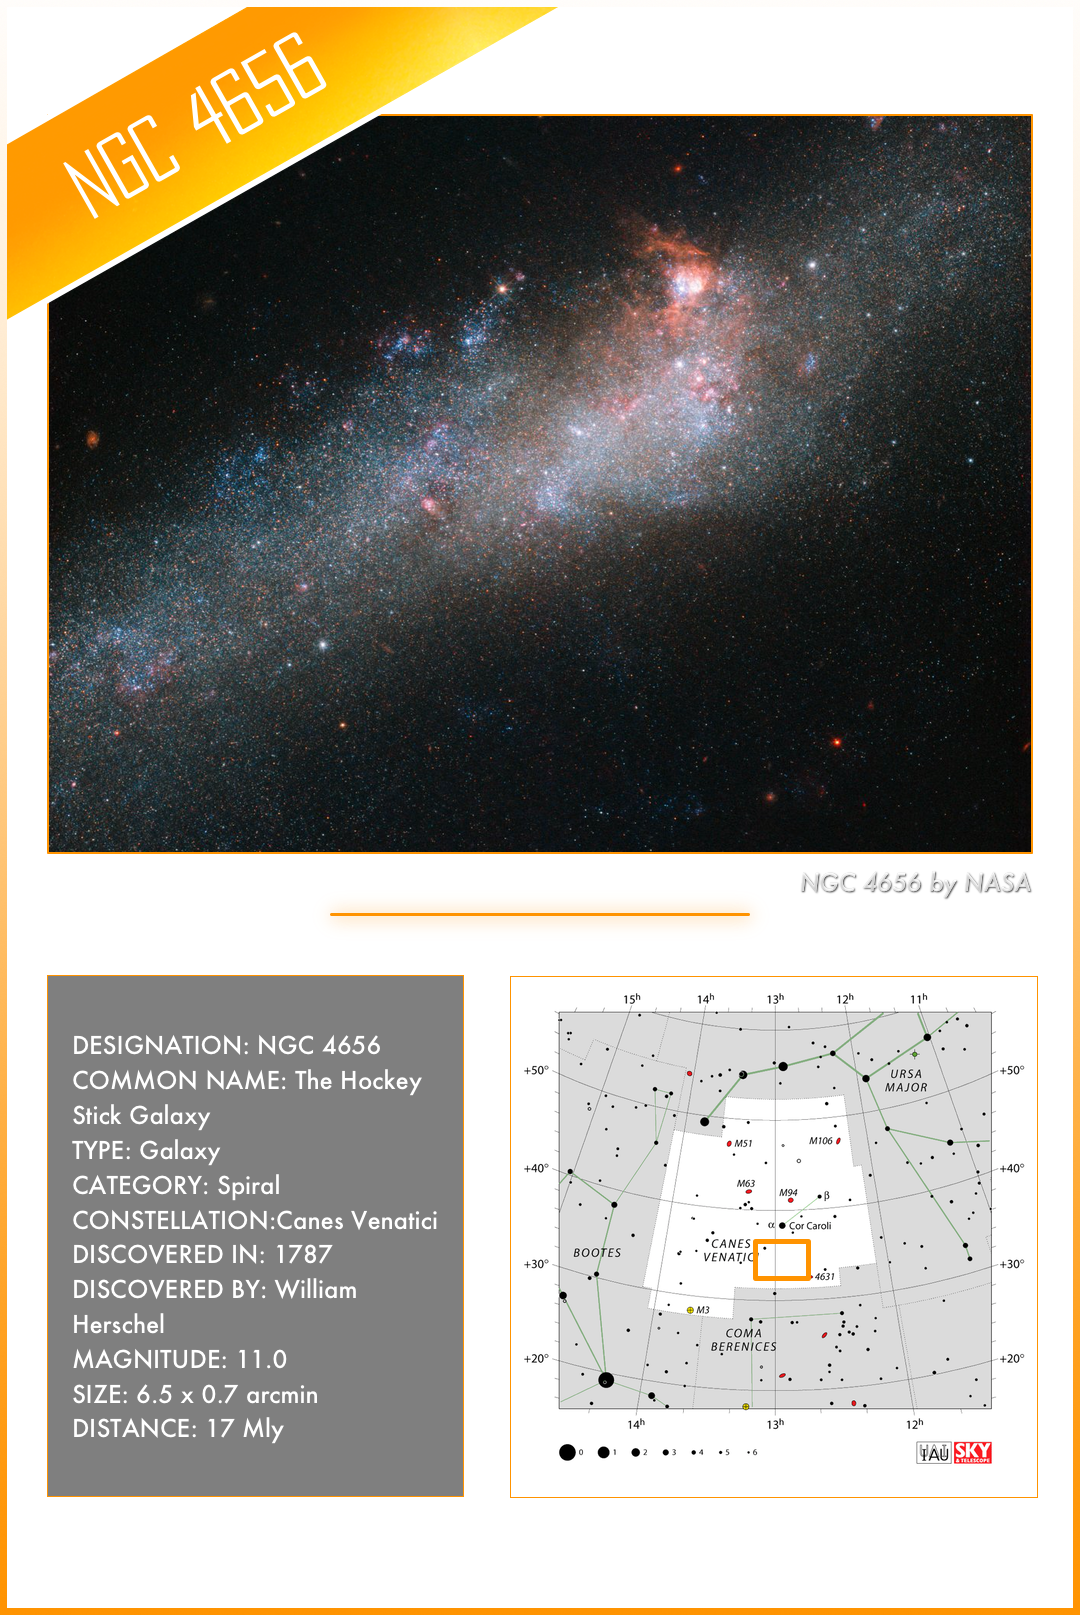 NGC 4656
NGC 4656 by NASA
DESIGNATION: NGC 4656
COMMON NAME: The Hockey
Stick Galaxy
TYPE: Galaxy
CATEGORY: Spiral
CONSTELLATION:Canes Venatici
DISCOVERED IN: 1787
DISCOVERED BY: William
Herschel
MAGNITUDE: 11.0
SIZE: 6.5 x 0.7 arcmin
DISTANCE: 17 Mly
15h 14h 13h 12h 11h
+50° +50°
URSA
MAJOR
M51 M106
+40° +40°
M63 M94
β
α Cor Caroli
CANES
VENATIC
BOOTES
+30° +30°
4631
M3
COMA
BERENICES
+20° +20°
14h 13h 12h
0 1 2 3 4 5 6
IAU SKY
& TELESCOPE